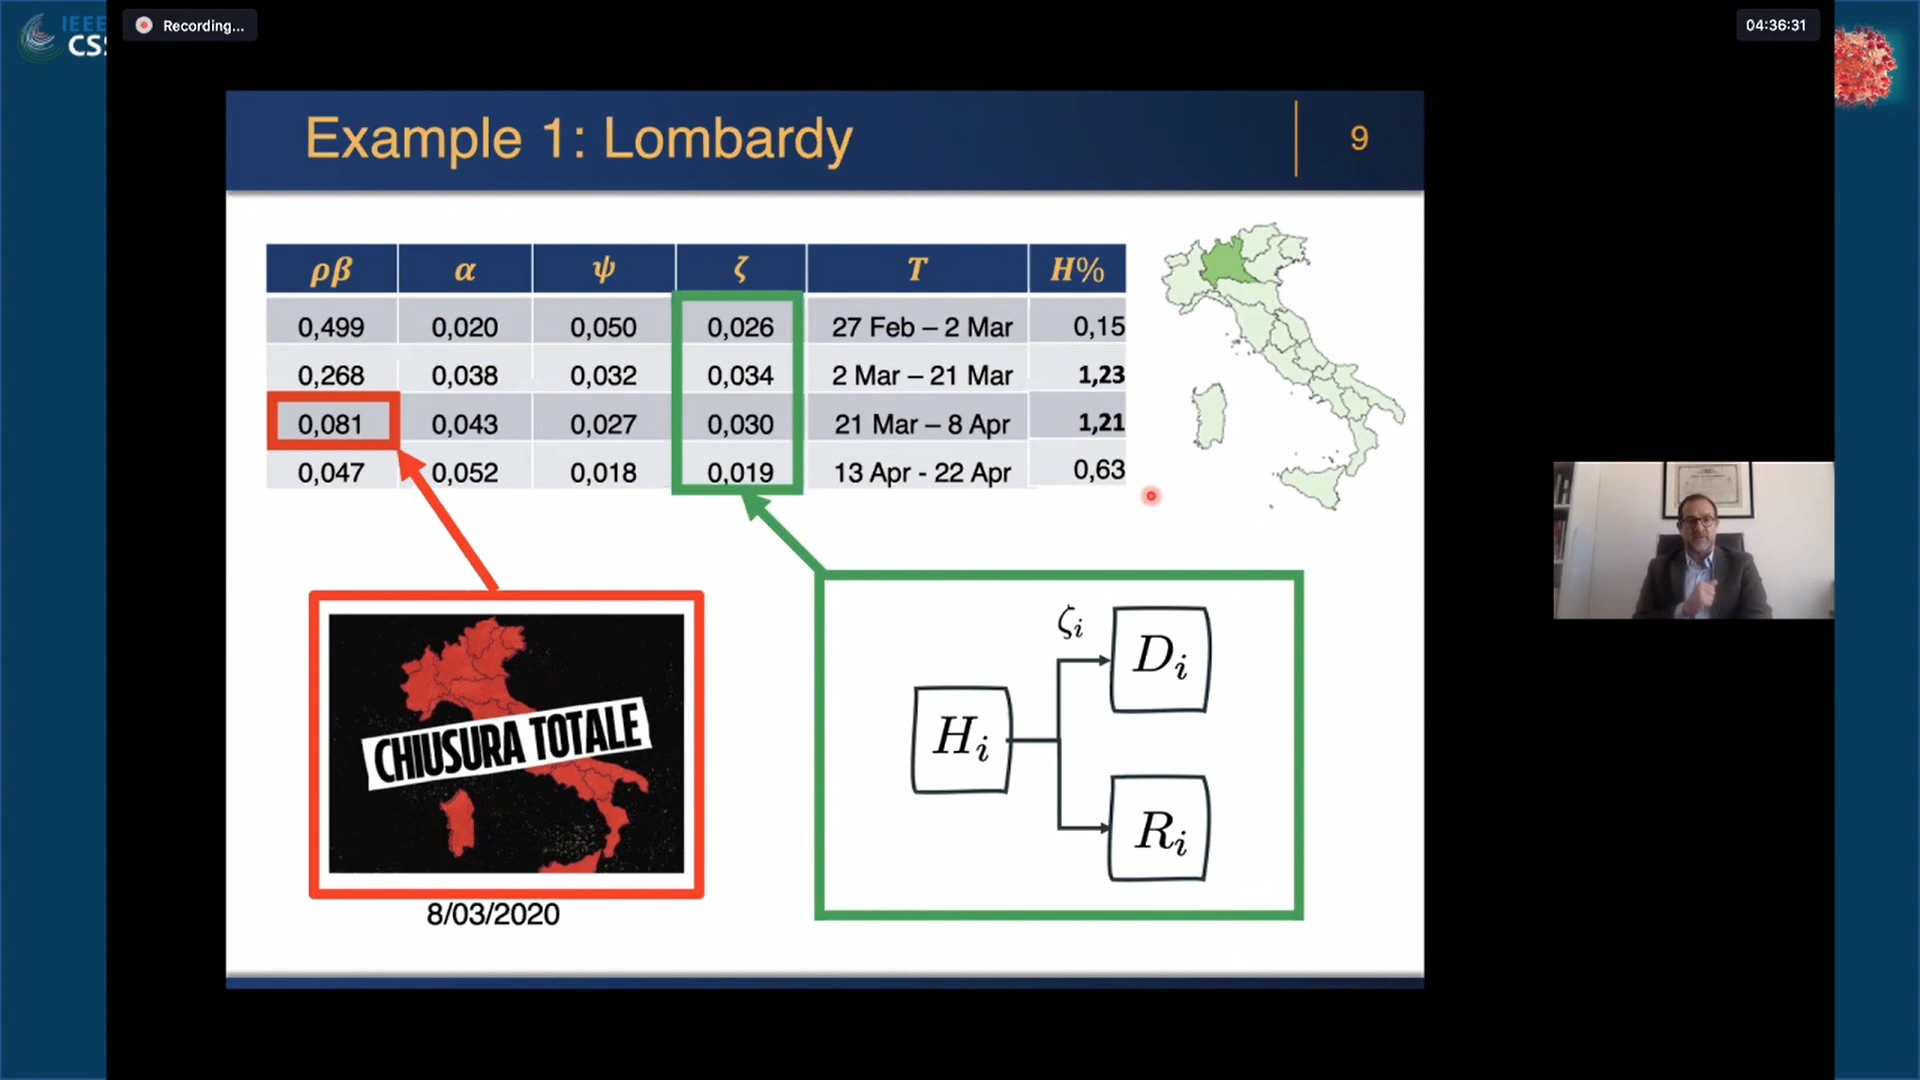 IEEE
CSS
Recording...
04:36:31
Example 1: Lombardy
9
ρβ α ψ ζ T H%
0,499 0,020 0,050 0,026 27 Feb – 2 Mar 0,15
0,268 0,038 0,032 0,034 2 Mar – 21 Mar 1,23
0,081 0,043 0,027 0,030 21 Mar – 8 Apr 1,21
0,047 0,052 0,018 0,019 13 Apr - 22 Apr 0,63
CHIUSURA TOTALE
8/03/2020
ζi
Di
Hi
Ri